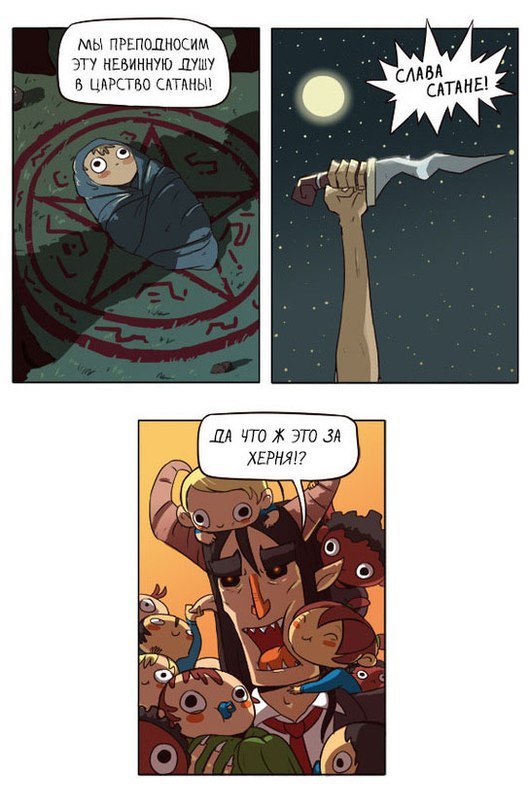 МЫ ПРЕПОДНОСИМ
ЭТУ НЕВИННУЮ ДУШУ
В ЦАРСТВО САТАНЫ!
СЛАВА
САТАНЕ!
ДА ЧТО Ж ЭТО ЗА
ХЕРНЯ!?